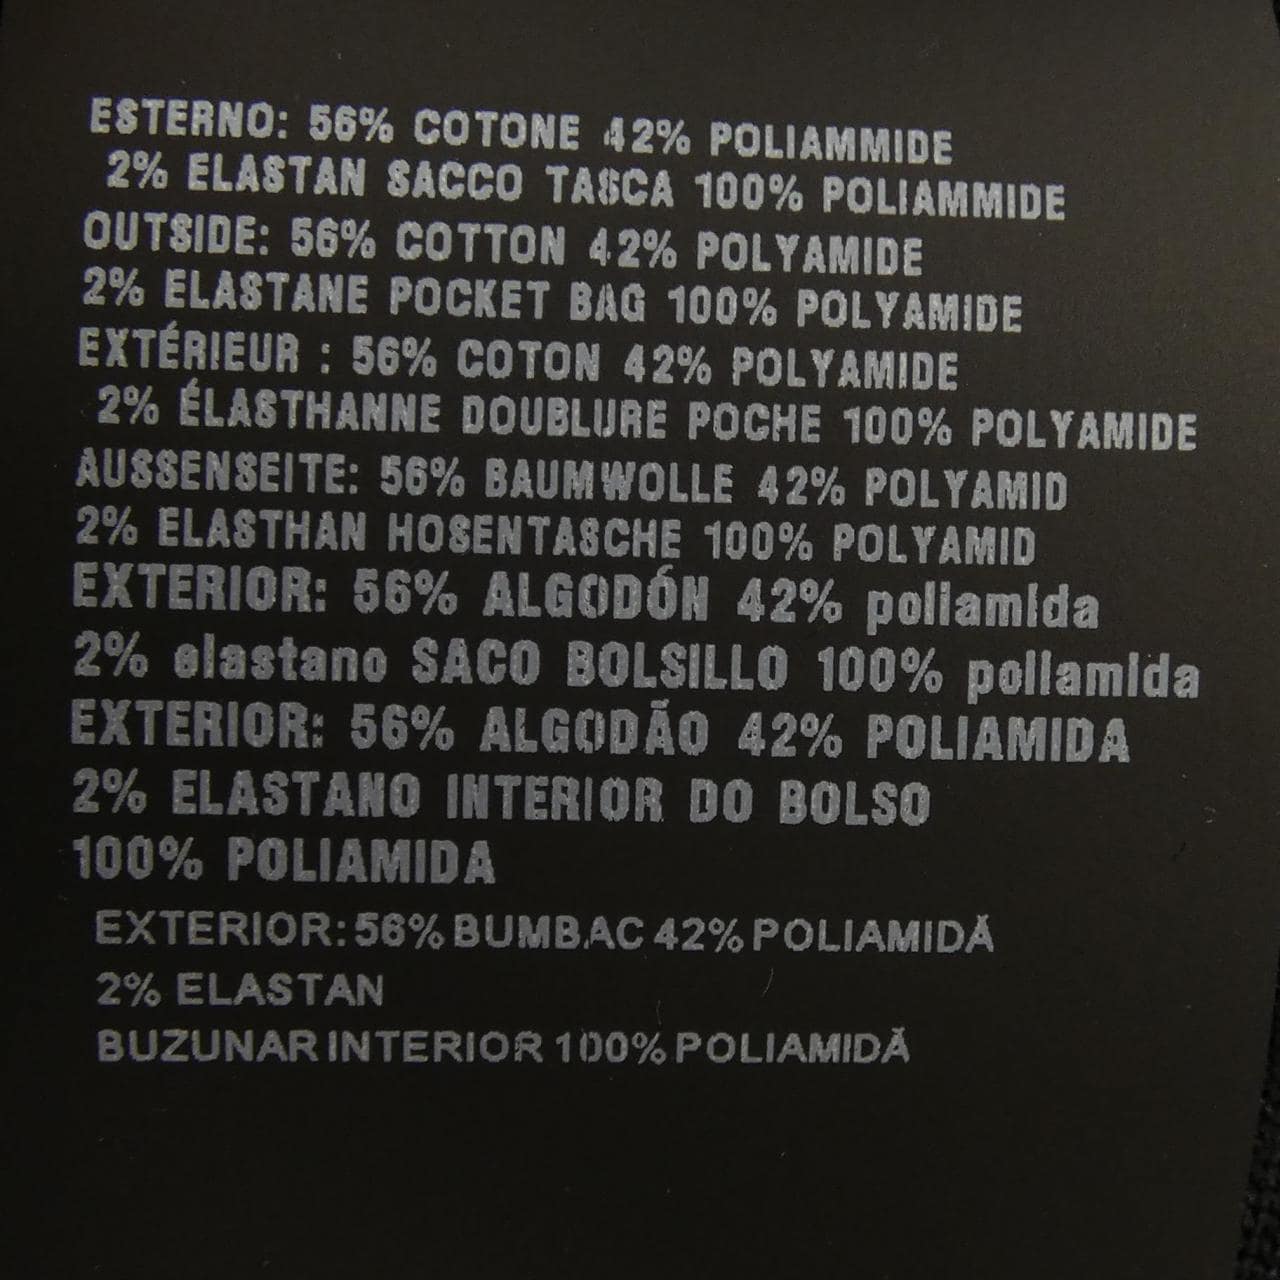 ESTERNO: 56% COTONE 42% POLIAMMIDE
2% ELASTAN SACCO TASCA 100% POLIAMMIDE
OUTSIDE: 56% COTTON 42% POLYAMIDE
2% ELASTANE POCKET BAG 100% POLYAMIDE
EXTÉRIEUR : 56% COTON 42% POLYAMIDE
2% ÉLASTHANNE DOUBLURE POCHE 100% POLYAMIDE
AUSSENSEITE: 56% BAUMWOLLE 42% POLYAMID
2% ELASTHAN HOSENTASCHE 100% POLYAMID
EXTERIOR: 56% ALGODÓN 42% poliamida
2% elastano SACO BOLSILLO 100% poliamida
EXTERIOR: 56% ALGODÃO 42% POLIAMIDA
2% ELASTANO INTERIOR DO BOLSO
100% POLIAMIDA
EXTERIOR: 56% BUMBAC 42% POLIAMIDĂ
2% ELASTAN
BUZUNAR INTERIOR 100% POLIAMIDĂ